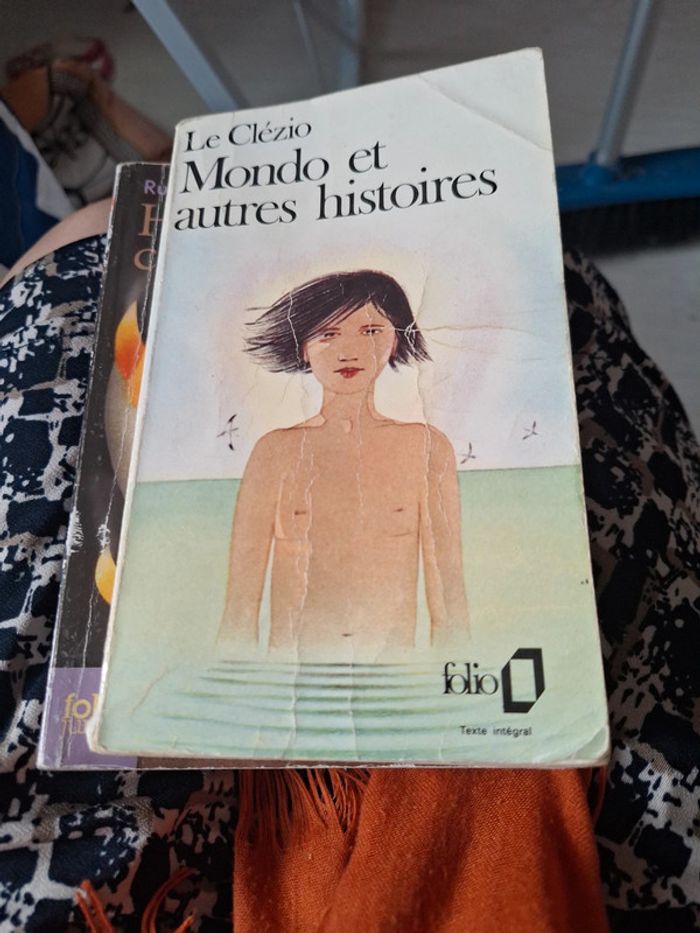 Le Clézio
Mondo et
autres histoires
folio
Texte intégral